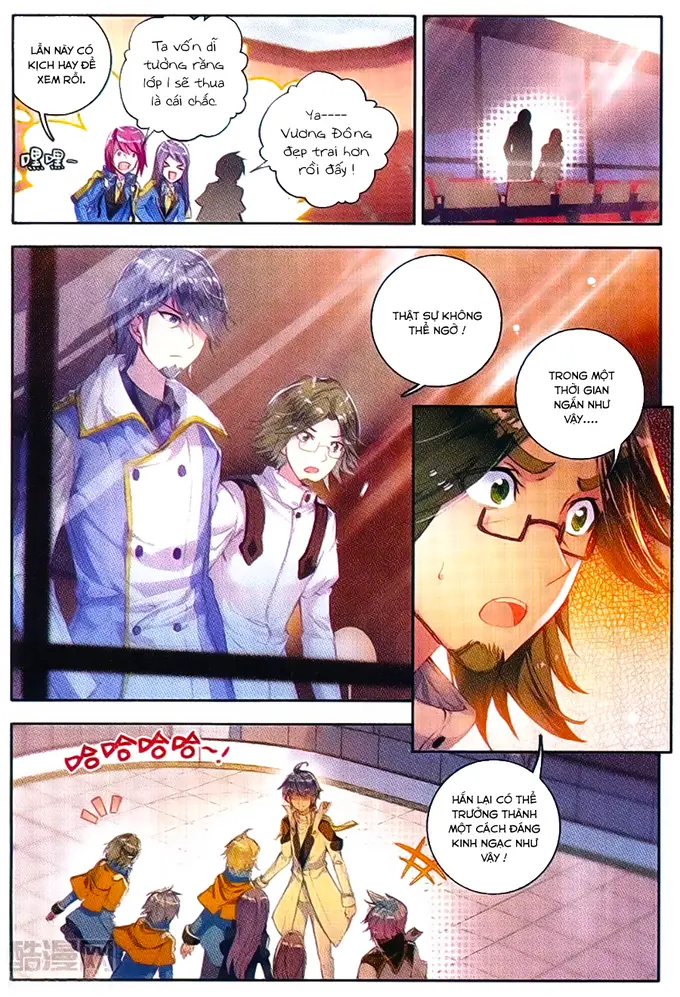 LẦN NÀY CÓ
KỊCH HAY ĐỂ
XEM RỒI.
Ta vốn dĩ
tưởng rằng
lớp 1 sẽ thua
là cái chắc.
Ya----
Vương Đông
đẹp trai hơn
rồi đấy !
嘿嘿~
THẬT SỰ KHÔNG
THỂ NGỜ !
TRONG MỘT
THỜI GIAN
NGẮN NHƯ
VẬY....
哈哈哈哈~!
HẮN LẠI CÓ THỂ
TRƯỞNG THÀNH
MỘT CÁCH ĐÁNG
KINH NGẠC NHƯ
VẬY !
酷漫网